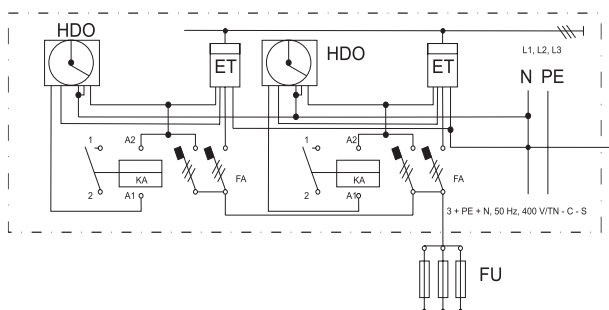 HDO
HDO
L1, L2, L3
ET
ET
N PE
1
A2
1
A2
FA
FA
KA
KA
2
A1
2
A1
3 + PE + N, 50 Hz, 400 V/TN - C - S
FU